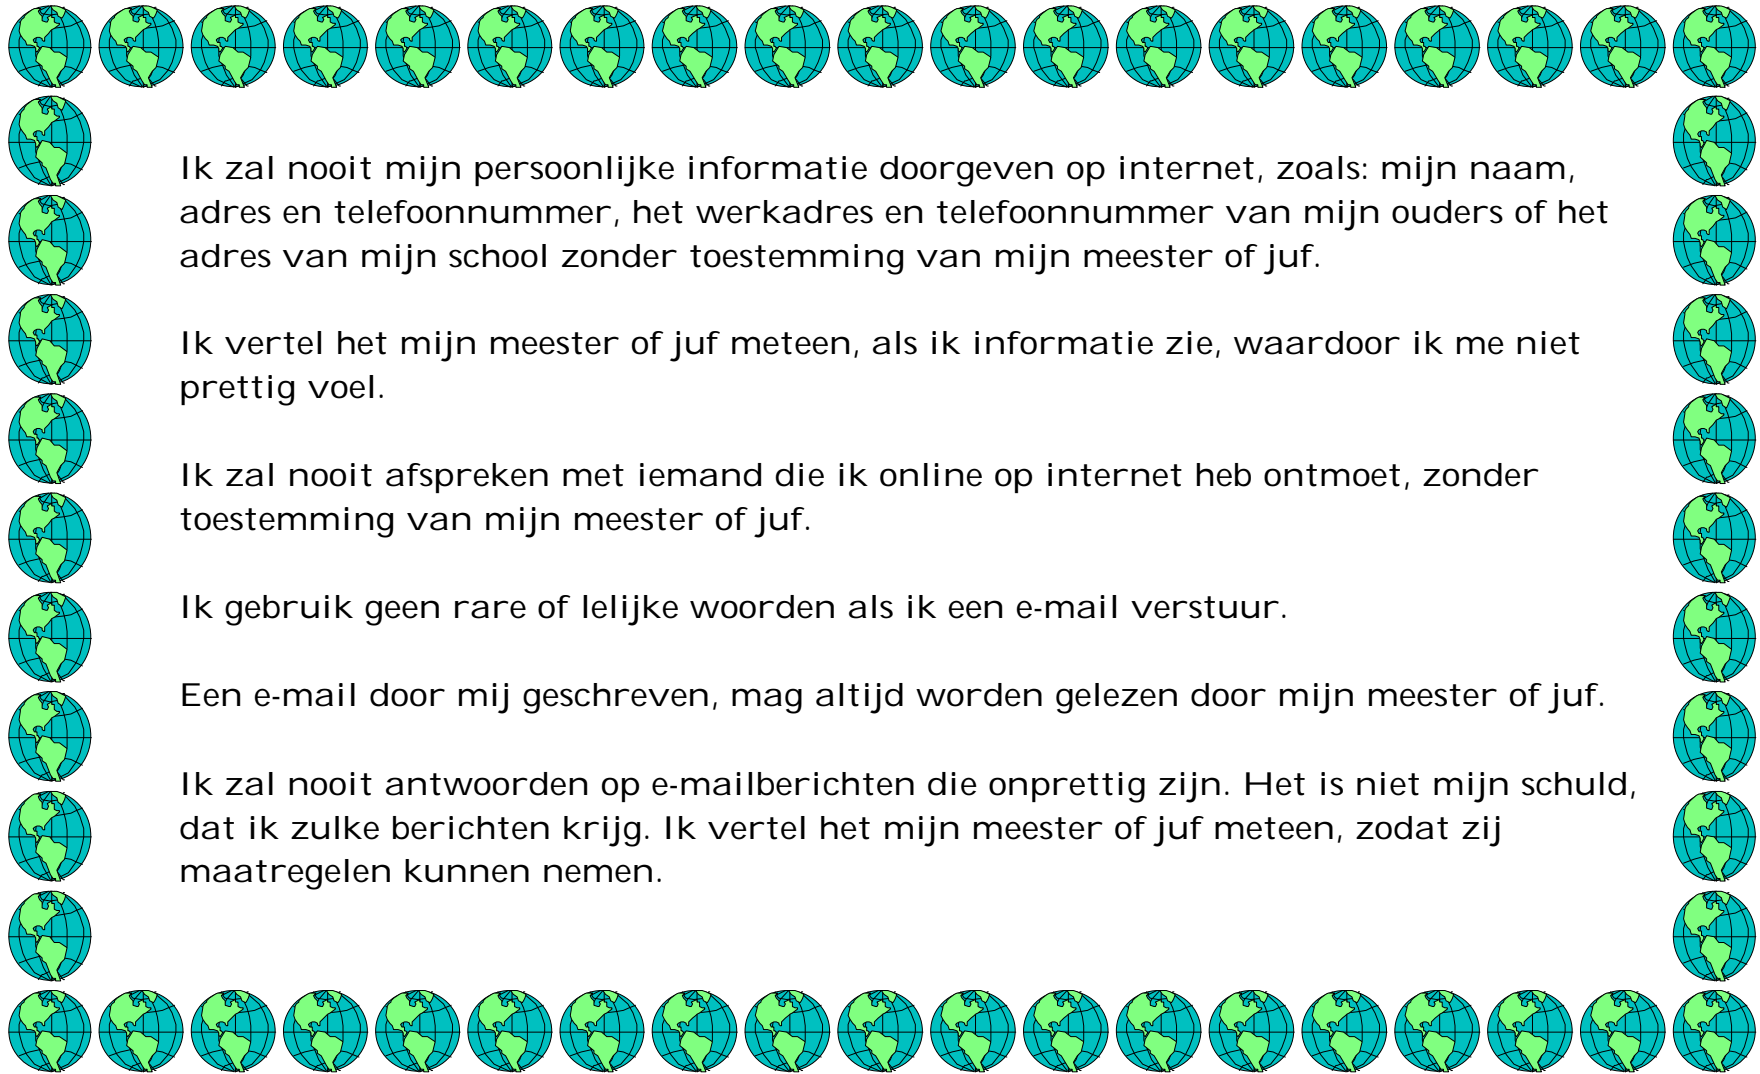 Ik zal nooit mijn persoonlijke informatie doorgeven op internet, zoals: mijn naam,
adres en telefoonnummer, het werkadres en telefoonnummer van mijn ouders of het
adres van mijn school zonder toestemming van mijn meester of juf.
Ik vertel het mijn meester of juf meteen, als ik informatie zie, waardoor ik me niet
prettig voel.
Ik zal nooit afspreken met iemand die ik online op internet heb ontmoet, zonder
toestemming van mijn meester of juf.
Ik gebruik geen rare of lelijke woorden als ik een e-mail verstuur.
Een e-mail door mij geschreven, mag altijd worden gelezen door mijn meester of juf.
Ik zal nooit antwoorden op e-mailberichten die onprettig zijn. Het is niet mijn schuld,
dat ik zulke berichten krijg. Ik vertel het mijn meester of juf meteen, zodat zij
maatregelen kunnen nemen.